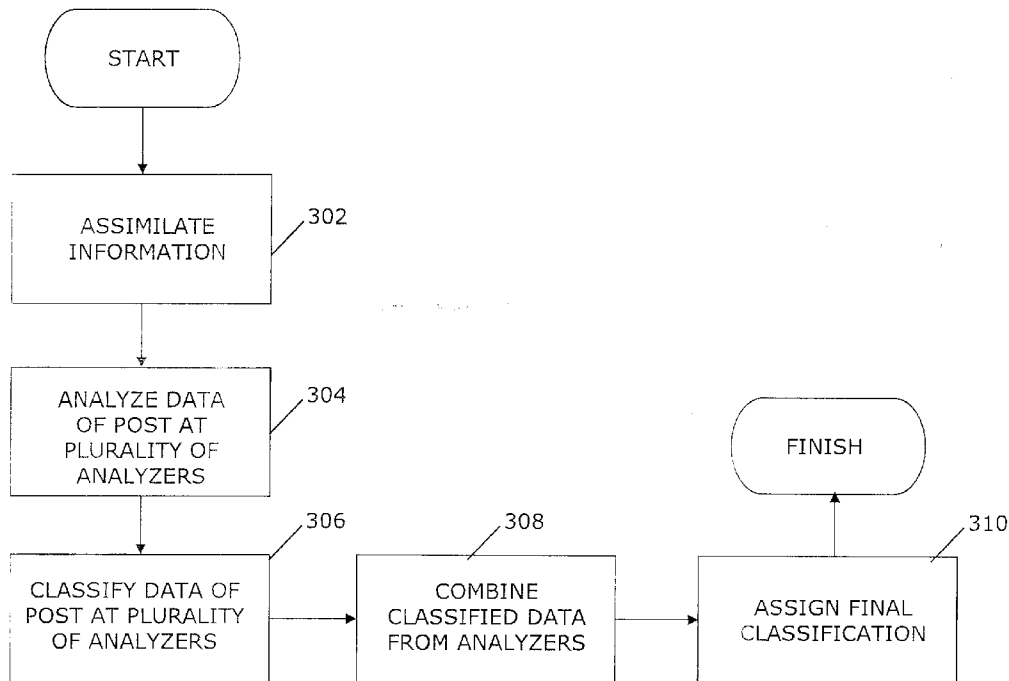 START
ASSIMILATE
INFORMATION
302
ANALYZE DATA
OF POST AT
PLURALITY OF
ANALYZERS
304
CLASSIFY DATA OF
POST AT PLURALITY
OF ANALYZERS
306
COMBINE
CLASSIFIED DATA
FROM ANALYZERS
308
ASSIGN FINAL
CLASSIFICATION
310
FINISH